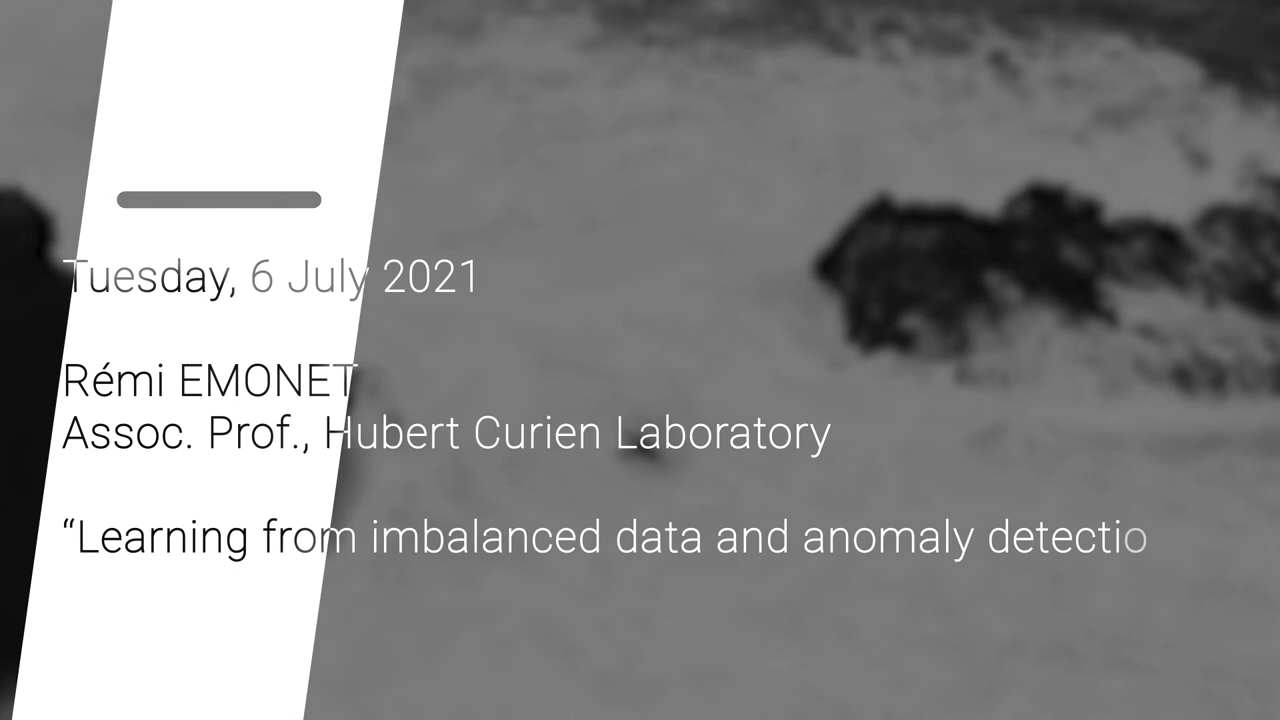 Tuesday, 6 July 2021
Rémi EMONET
Assoc. Prof., Hubert Curien Laboratory
“Learning from imbalanced data and anomaly detectio